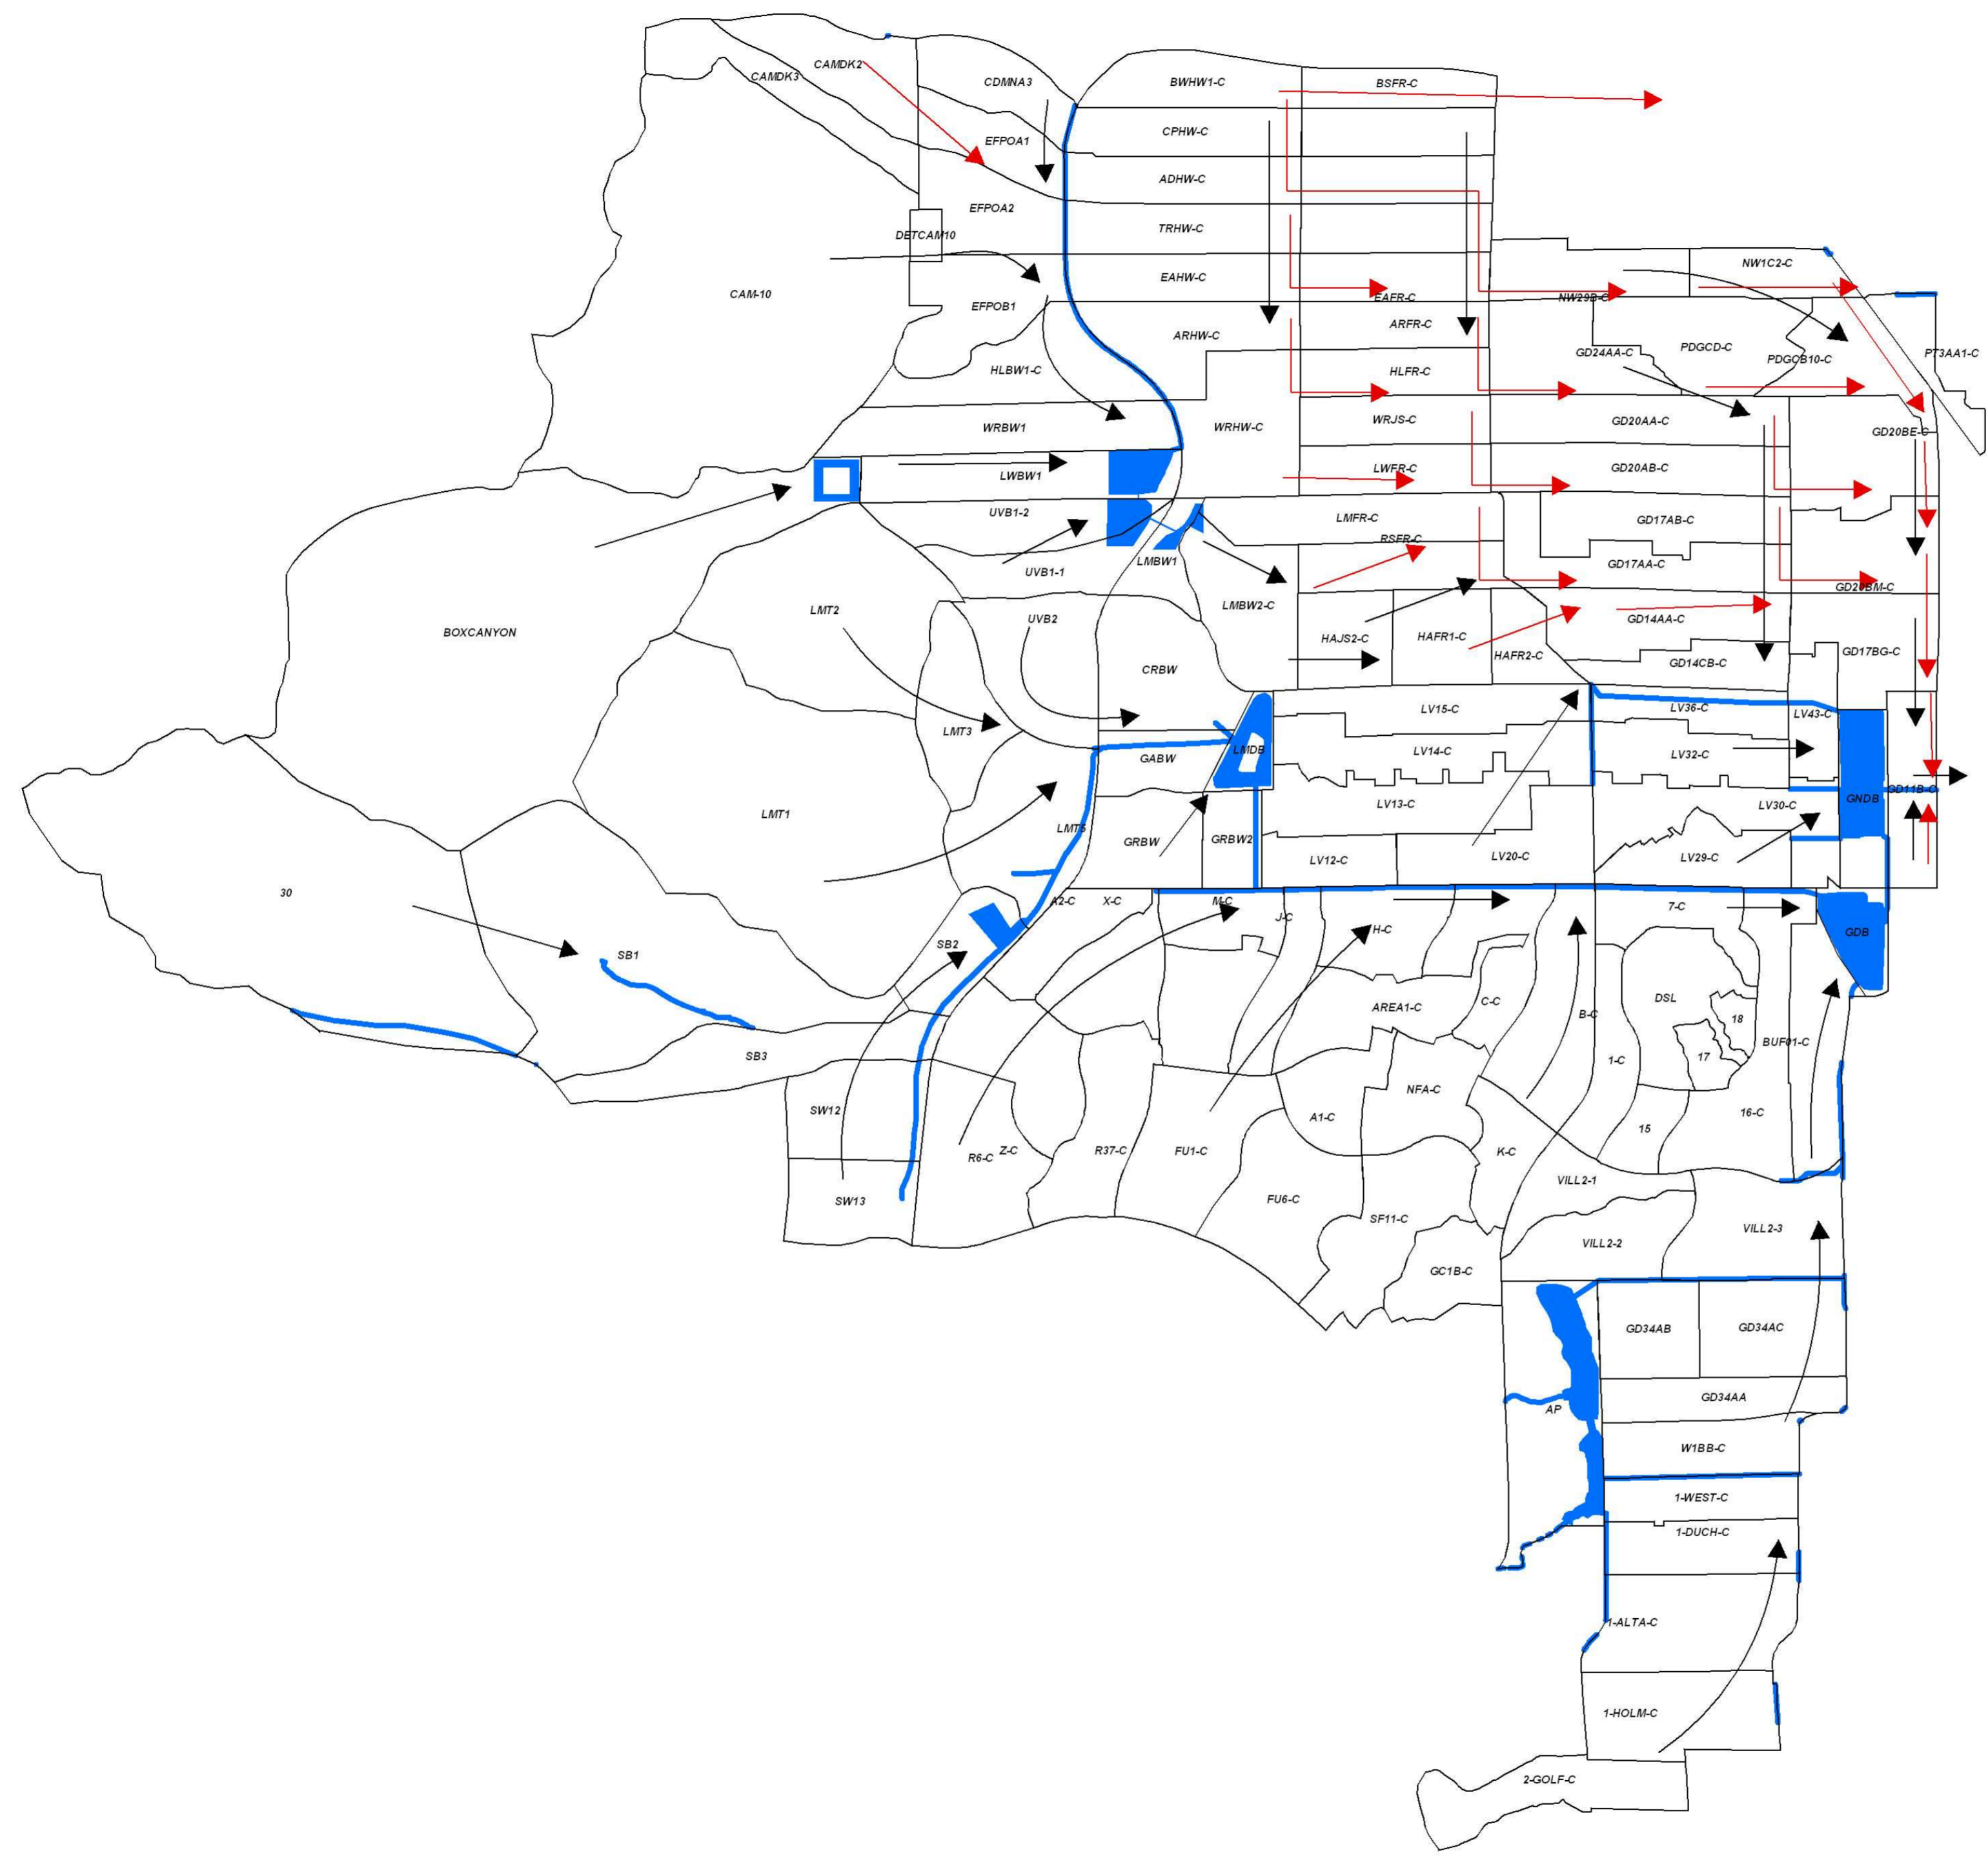 CAMDK2
CAMDK3
CDMNA3
BWHW1-C
BSFR-C
EFPOA1
CPHW-C
ADHW-C
EFPOA2
TRHW-C
DETCAM10
EAHW-C
NW1C2-C
CAM-10
EFPOB1
EAFR-C
NW29B-C
ARHW-C
ARFR-C
GD24AA-C
PDGCD-C
PDGCB10-C
PT3AA1-C
HLBW1-C
HLFR-C
WRBW1
WRHW-C
WRJS-C
GD20AA-C
GD20BE-C
LWBW1
LWFR-C
GD20AB-C
UVB1-2
LMFR-C
GD17AB-C
RSFR-C
LMBW1
GD17AA-C
UVB1-1
GD20BM-C
LMT2
LMBW2-C
UVB2
GD14AA-C
BOXCANYON
HAJS2-C
HAFR1-C
HAFR2-C
GD14CB-C
GD17BG-C
CRBW
LMT3
LV15-C
LV36-C
LV43-C
GABW
LMDB
LV14-C
LV32-C
GD11B-C
LMT1
LV13-C
LV30-C
GNDB
LMT5
GRBW
GRBW2
LV12-C
LV20-C
LV29-C
30
A2-C
X-C
M-C
J-C
H-C
7-C
GDB
SB1
SB2
DSL
AREA1-C
C-C
B-C
18
BUF01-C
SB3
1-C
17
NFA-C
SW12
A1-C
15
16-C
R6-C
Z-C
R37-C
FU1-C
K-C
VILL2-1
SW13
FU6-C
SF11-C
VILL2-2
VILL2-3
GC1B-C
GD34AB
GD34AC
AP
GD34AA
W1BB-C
1-WEST-C
1-DUCH-C
1-ALTA-C
1-HOLM-C
2-GOLF-C